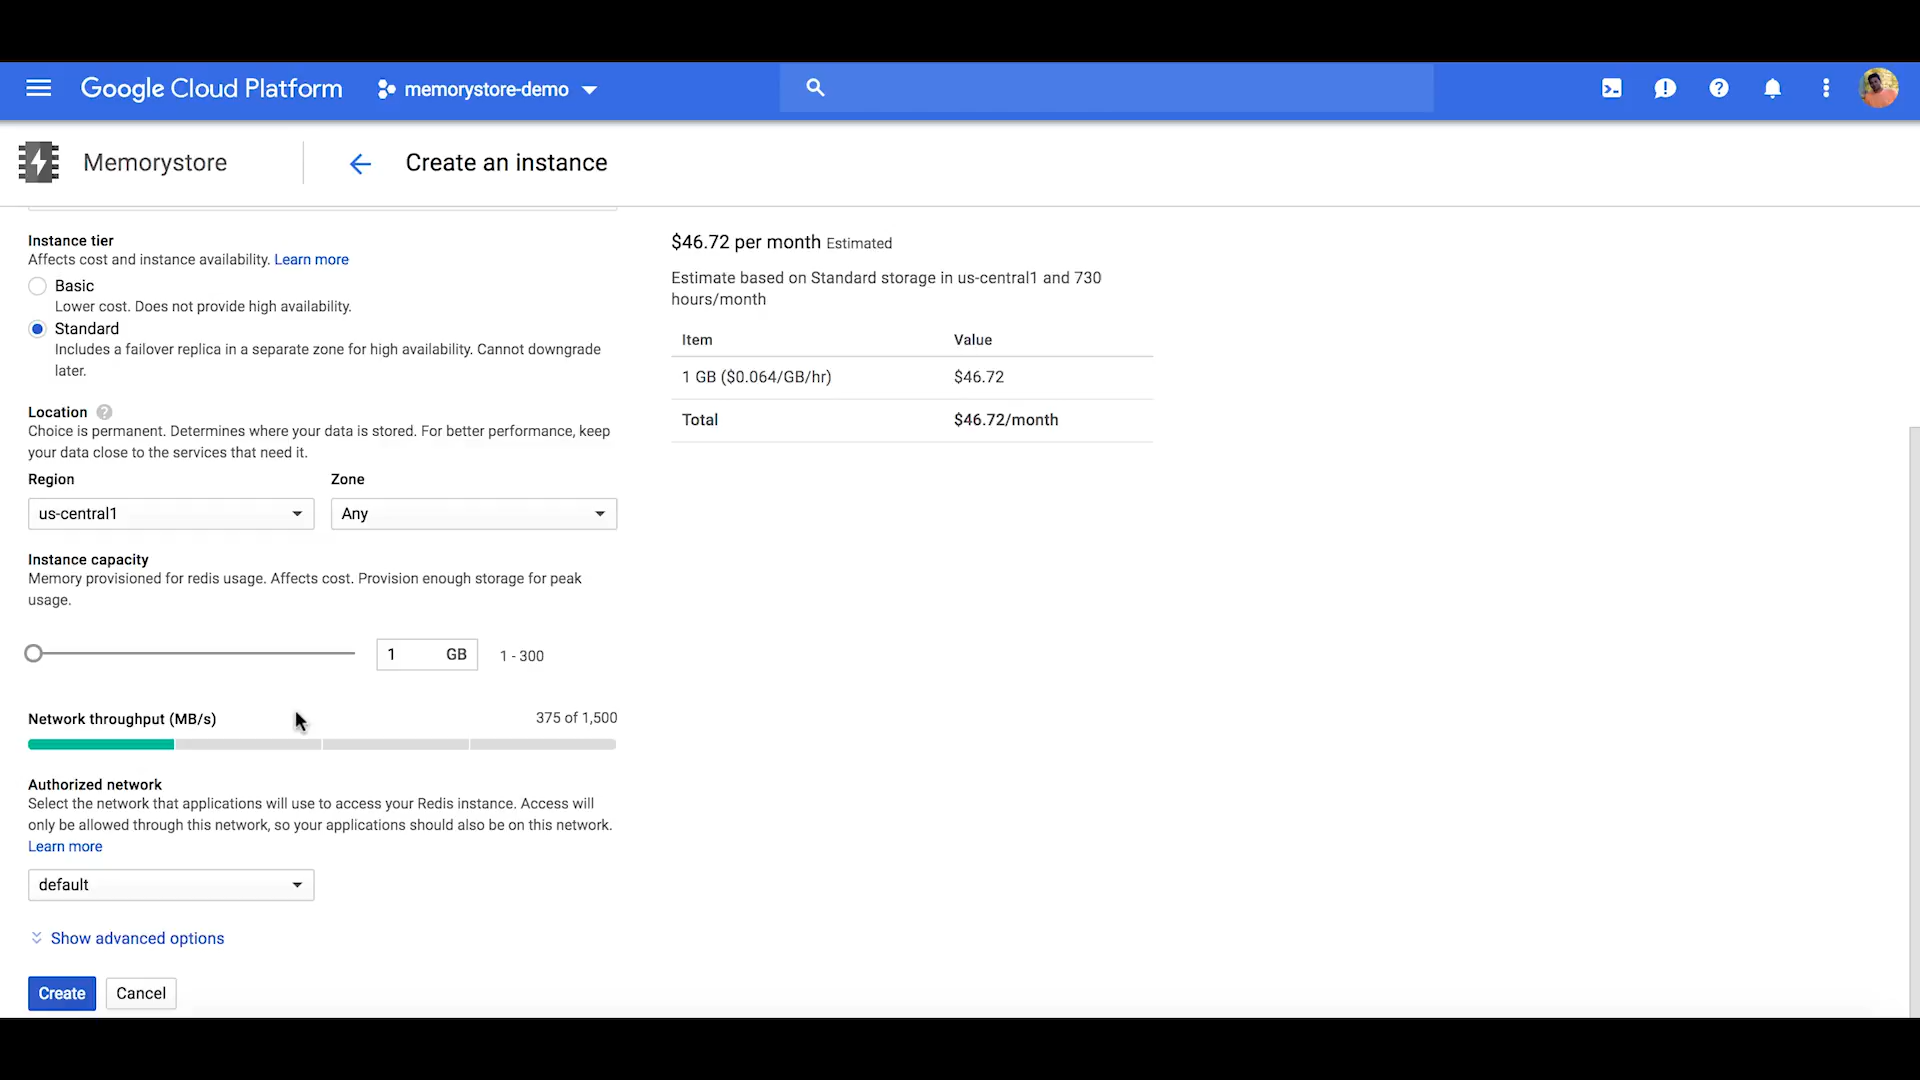 Google Cloud Platform
memorystore-demo
Memorystore
Create an instance
Instance tier
Affects cost and instance availability. Learn more
Basic
Lower cost. Does not provide high availability.
Standard
Includes a failover replica in a separate zone for high availability. Cannot downgrade
later.
Location
Choice is permanent. Determines where your data is stored. For better performance, keep
your data close to the services that need it.
Region
Zone
us-central1
Any
Instance capacity
Memory provisioned for redis usage. Affects cost. Provision enough storage for peak
usage.
1 GB
1 - 300
Network throughput (MB/s)
375 of 1,500
Authorized network
Select the network that applications will use to access your Redis instance. Access will
only be allowed through this network, so your applications should also be on this network.
Learn more
default
Show advanced options
Create
Cancel
$46.72 per month Estimated
Estimate based on Standard storage in us-central1 and 730
hours/month
Item Value
1 GB ($0.064/GB/hr) $46.72
Total $46.72/month